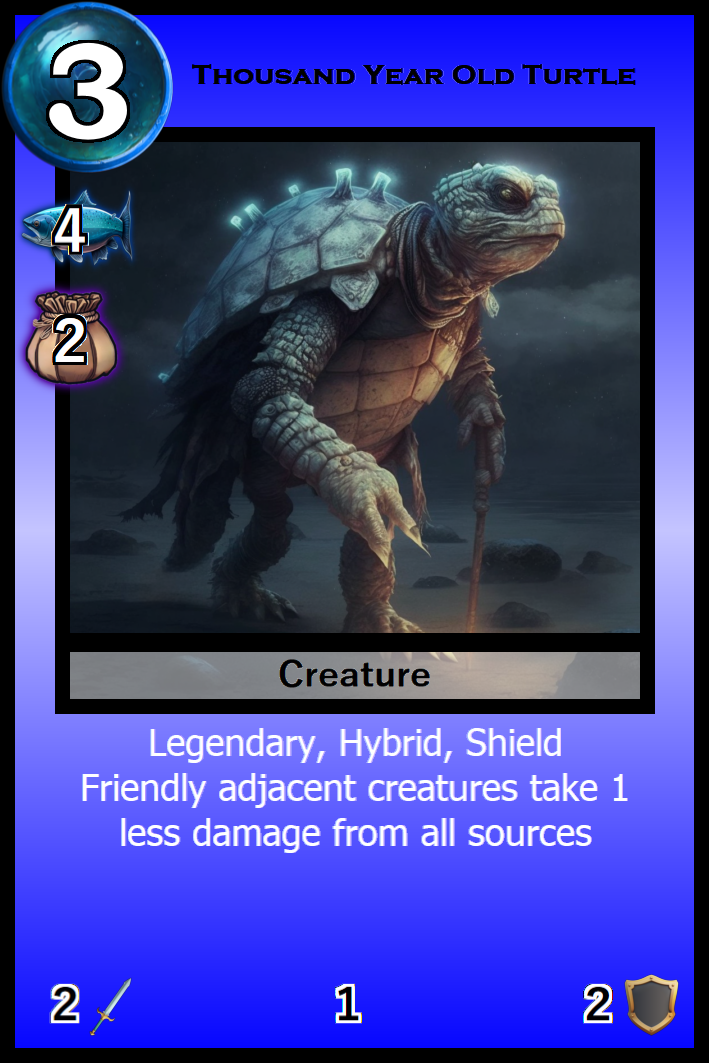 3
Thousand Year Old Turtle
4
2
Creature
Legendary, Hybrid, Shield
Friendly adjacent creatures take 1
less damage from all sources
2 1 2